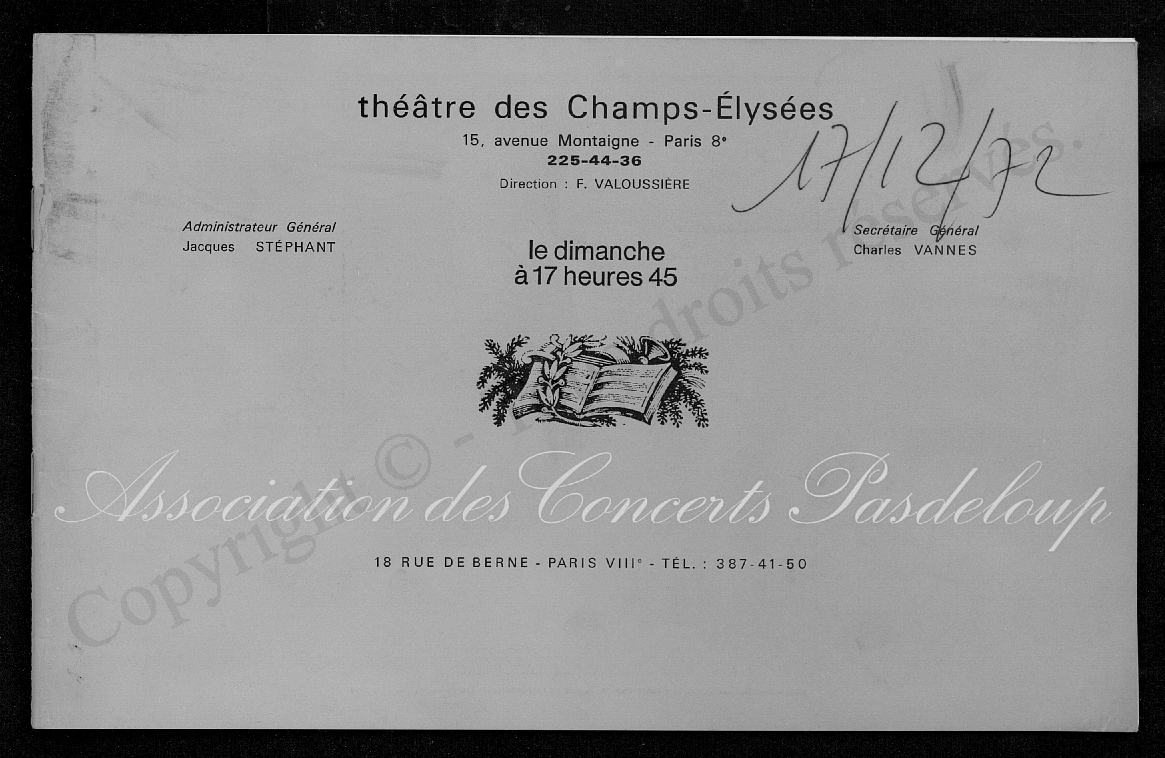 théâtre des Champs-Élysées
15, avenue Montaigne - Paris 8e
225-44-36
Direction : F. VALOUSSIÈRE
17/12/72
Administrateur Général
Jacques STÉPHANT
le dimanche
à 17 heures 45
Secrétaire Général
Charles VANNES
Association des Concerts Pasdeloup
18 RUE DE BERNE - PARIS VIIIe - TÉL. : 387-41-50
Copyright © - droits réservés.